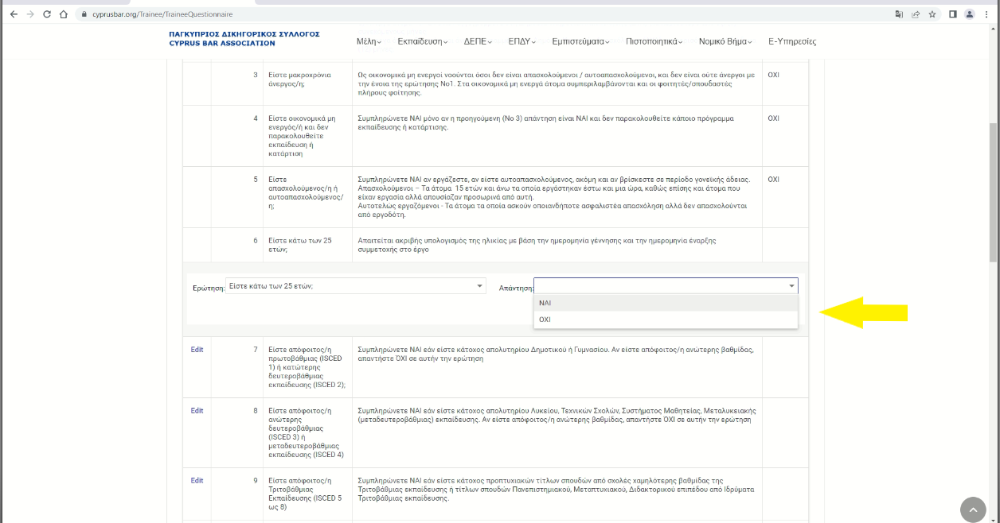 cyprusbar.org/Trainee/TraineeQuestionnaire
ΠΑΓΚΥΠΡΙΟΣ ΔΙΚΗΓΟΡΙΚΟΣ ΣΥΛΛΟΓΟΣ
CYPRUS BAR ASSOCIATION
Μέλη Εκπαίδευση ΔΕΠΕ ΕΠΔΥ Εμπιστεύματα Πιστοποιητικά Νομικό Βήμα Ε-Υπηρεσίες
3
Είστε μακροχρόνια
άνεργος/η;
Ως οικονομικά μη ενεργοί νοούνται όσοι δεν είναι απασχολούμενοι / αυτοαπασχολούμενοι, και δεν είναι ούτε άνεργοι με
την έννοια της ερώτησης Νο1. Στα οικονομικά μη ενεργά άτομα συμπεριλαμβάνονται και οι φοιτητές/σπουδαστές
πλήρους φοίτησης.
ΟΧΙ
4
Είστε οικονομικά μη
ενεργός/ή και δεν
παρακολουθείτε
εκπαίδευση ή
κατάρτιση
Συμπληρώνετε ΝΑΙ μόνο αν η προηγούμενη (Νο 3) απάντηση είναι ΝΑΙ και δεν παρακολουθείτε κάποιο πρόγραμμα
εκπαίδευσης ή κατάρτισης.
ΟΧΙ
5
Είστε
απασχολούμενος/η ή
αυτοαπασχολούμενος/
η;
Συμπληρώνετε ΝΑΙ αν εργάζεστε, αν είστε αυτοαπασχολούμενος, ακόμη και αν βρίσκεστε σε περίοδο γονεϊκής άδειας.
Απασχολούμενοι – Τα άτομα 15 ετών και άνω τα οποία εργάστηκαν έστω και μια ώρα, καθώς επίσης και άτομα που
είχαν εργασία αλλά απουσίαζαν προσωρινά από αυτή.
Αυτοτελώς εργαζόμενοι - Τα άτομα τα οποία ασκούν οποιανδήποτε ασφαλιστέα απασχόληση αλλά δεν απασχολούνται
από εργοδότη.
ΟΧΙ
6
Είστε κάτω των 25
ετών;
Απαιτείται ακριβής υπολογισμός της ηλικίας με βάση την ημερομηνία γέννησης και την ημερομηνία έναρξης
συμμετοχής στο έργο
Ερώτηση: Είστε κάτω των 25 ετών; Απάντηση:
ΝΑΙ
ΟΧΙ
Edit
7
Είστε απόφοιτος/η
πρωτοβάθμιας (ISCED
1) ή κατώτερης
δευτεροβάθμιας
εκπαίδευσης (ISCED 2);
Συμπληρώνετε ΝΑΙ εάν είστε κάτοχος απολυτηρίου Δημοτικού ή Γυμνασίου. Αν είστε απόφοιτος/η ανώτερης βαθμίδας,
απαντήστε ΌΧΙ σε αυτήν την ερώτηση
Edit
8
Είστε απόφοιτος/η
ανώτερης
δευτεροβάθμιας
(ISCED 3) ή
μεταδευτεροβάθμιας
εκπαίδευσης (ISCED 4)
Συμπληρώνετε ΝΑΙ εάν είστε κάτοχος απολυτηρίου Λυκείου, Τεχνικών Σχολών, Συστήματος Μαθητείας, Μεταλυκειακής
(μεταδευτεροβάθμιας) εκπαίδευσης. Αν είστε απόφοιτος/η ανώτερης βαθμίδας, απαντήστε ΌΧΙ σε αυτήν την ερώτηση
Edit
9
Είστε απόφοιτος/η
Τριτοβάθμιας
Εκπαίδευσης (ISCED 5
ως 8)
Συμπληρώνετε ΝΑΙ εάν είστε κάτοχος προπτυχιακών τίτλων σπουδών από σχολές χαμηλότερης βαθμίδας της
Τριτοβάθμιας εκπαίδευσης ή τίτλων σπουδών Πανεπιστημιακού, Μεταπτυχιακού, Διδακτορικού επιπέδου από Ιδρύματα
Τριτοβάθμιας εκπαίδευσης.